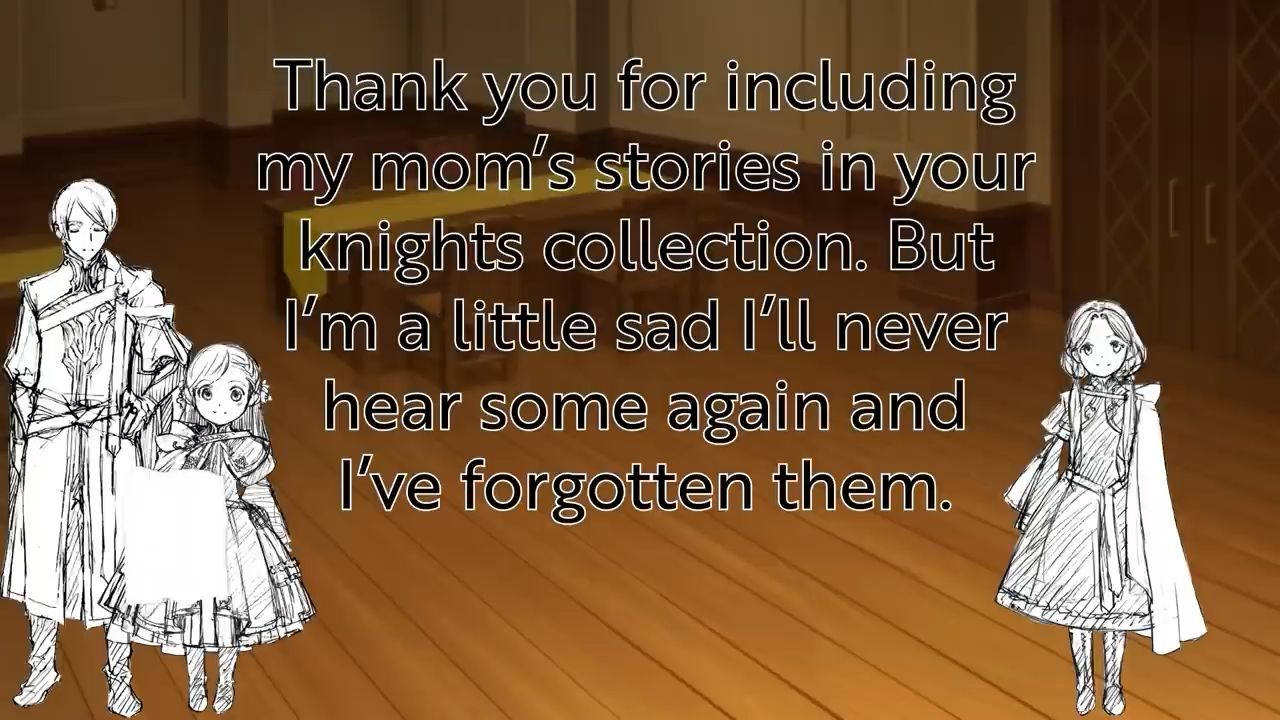 Thank you for including
my mom’s stories in your
knights collection. But
I’m a little sad I’ll never
hear some again and
I’ve forgotten them.